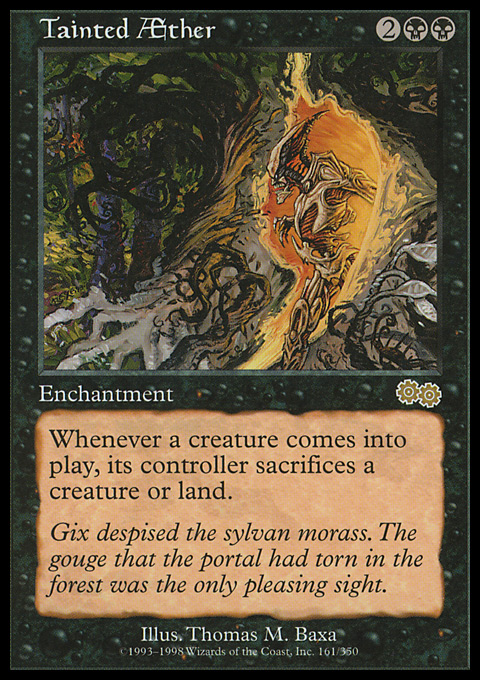 Tainted Æther 2
Enchantment
Whenever a creature comes into
play, its controller sacrifices a
creature or land.
Gix despised the sylvan morass. The
gouge that the portal had torn in the
forest was the only pleasing sight.
Illus. Thomas M. Baxa
©1993–1998 Wizards of the Coast, Inc. 161/350